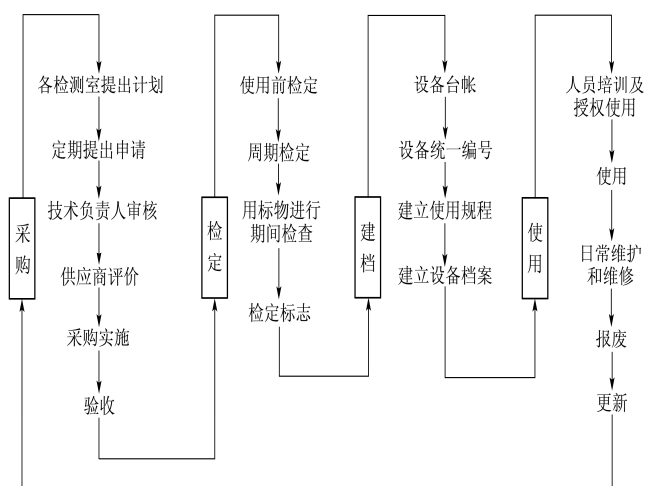 采购
各检测室提出计划
定期提出申请
技术负责人审核
供应商评价
采购实施
验收
检定
使用前检定
周期检定
用标物进行
期间检查
检定标志
建档
设备台帐
设备统一编号
建立使用规程
建立设备档案
使用
人员培训及
授权使用
使用
日常维护
和维修
报废
更新